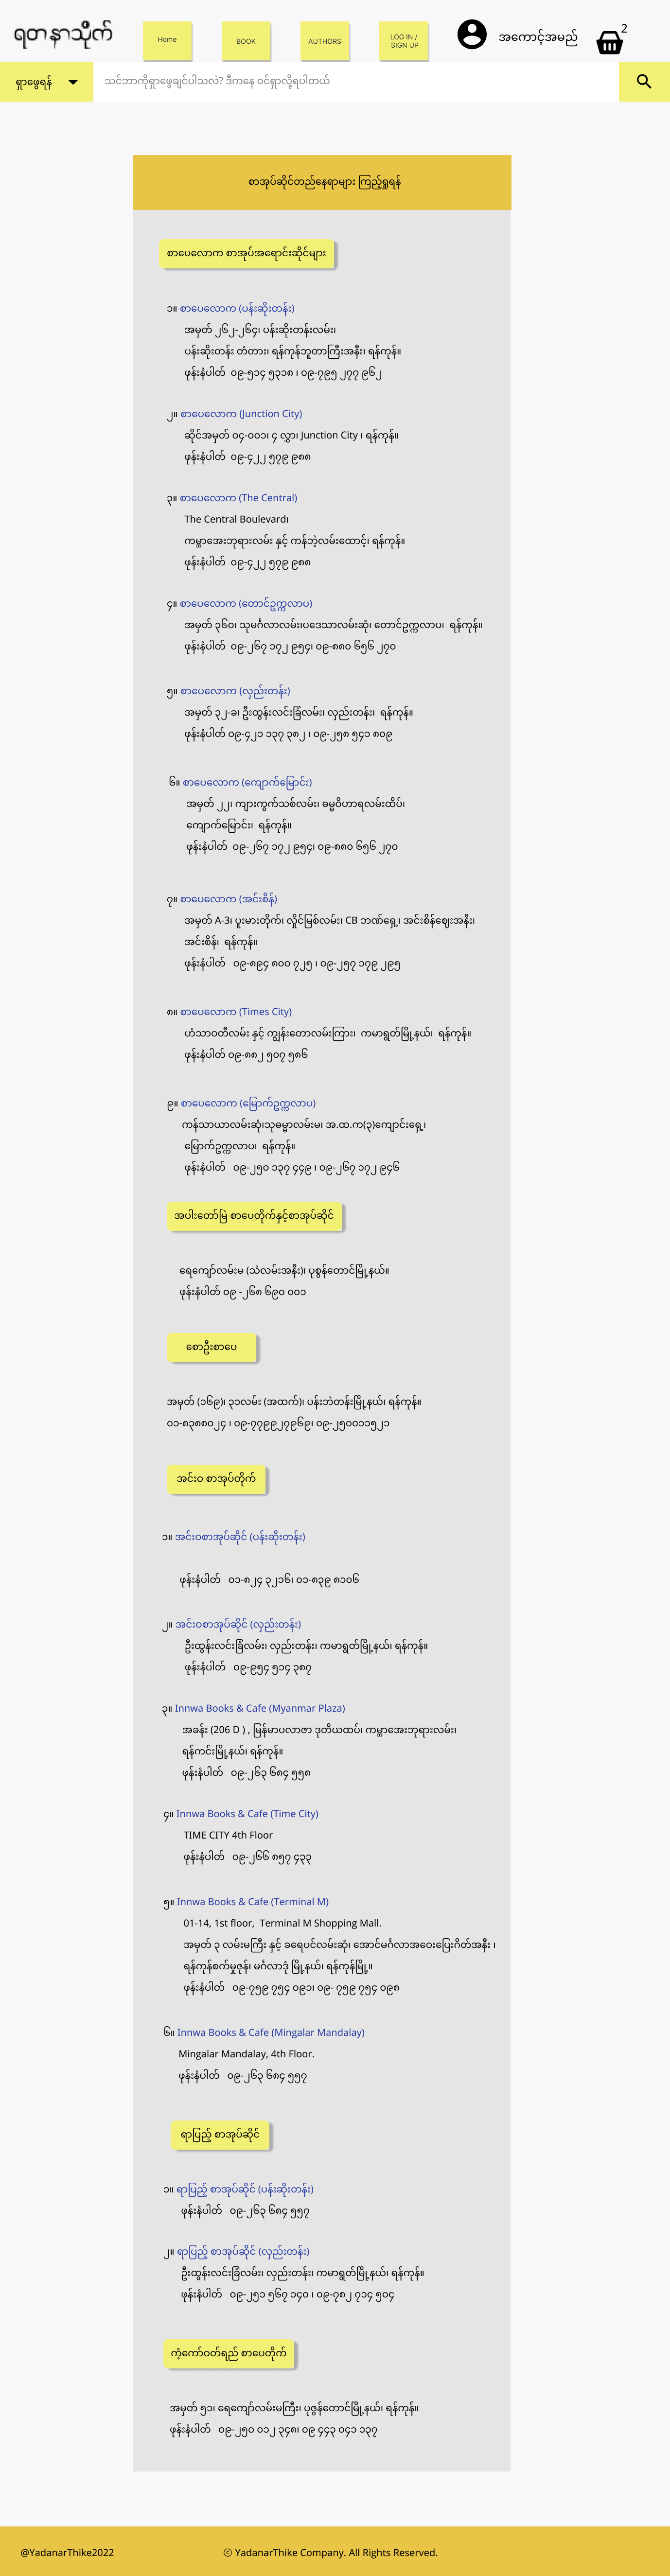 ရတနာသိုက်
Home
BOOK
AUTHORS
LOG IN /
SIGN UP
အကောင့်အမည်
2
ရှာဖွေရန်
သင်ဘာကိုရှာဖွေချင်ပါသလဲ? ဒီကနေ ဝင်ရှာလို့ရပါတယ်
စာအုပ်ဆိုင်တည်နေရာများ ကြည့်ရှုရန်
စာပေလောက စာအုပ်အရောင်းဆိုင်များ
၁။ စာပေလောက (ပန်းဆိုးတန်း)
အမှတ် ၂၆၂-၂၆၄၊ ပန်းဆိုးတန်းလမ်း၊
ပန်းဆိုးတန်း တံတား၊ ရန်ကုန်ဘူတာကြီးအနီး၊ ရန်ကုန်။
ဖုန်းနံပါတ် ၀၉-၅၁၄ ၅၃၁၈ ၊ ၀၉-၇၉၅ ၂၇၇ ၉၆၂
၂။ စာပေလောက (Junction City)
ဆိုင်အမှတ် ၀၄-၀၀၁၊ ၄ လွှာ၊ Junction City ၊ ရန်ကုန်။
ဖုန်းနံပါတ် ၀၉-၄၂၂ ၅၇၉ ၉၈၈
၃။ စာပေလောက (The Central)
The Central Boulevard၊
ကမ္ဘာအေးဘုရားလမ်း နှင့် ကန်ဘဲ့လမ်းထောင့်၊ ရန်ကုန်။
ဖုန်းနံပါတ် ၀၉-၄၂၂ ၅၇၉ ၉၈၈
၄။ စာပေလောက (တောင်ဥက္ကလာပ)
အမှတ် ၃၆၀၊ သုမင်္ဂလာလမ်း၊ပဒေသာလမ်းဆုံ၊ တောင်ဥက္ကလာပ၊ ရန်ကုန်။
ဖုန်းနံပါတ် ၀၉-၂၆၇ ၁၇၂ ၉၅၄၊ ၀၉-၈၈၀ ၆၅၆ ၂၇၀
၅။ စာပေလောက (လှည်းတန်း)
အမှတ် ၃၂-ခ၊ ဦးထွန်းလင်းခြံလမ်း၊ လှည်းတန်း၊ ရန်ကုန်။
ဖုန်းနံပါတ် ၀၉-၄၂၁ ၁၃၇ ၃၈၂ ၊ ၀၉-၂၅၈ ၅၄၁ ၈၀၉
၆။ စာပေလောက (ကျောက်မြောင်း)
အမှတ် ၂၂၊ ကျားကွက်သစ်လမ်း၊ ဓမ္မဝိဟာရလမ်းထိပ်၊
ကျောက်မြောင်း၊ ရန်ကုန်။
ဖုန်းနံပါတ် ၀၉-၂၆၇ ၁၇၂ ၉၅၄၊ ၀၉-၈၈၀ ၆၅၆ ၂၇၀
၇။ စာပေလောက (အင်းစိန်)
အမှတ် A-3၊ ပူးမားတိုက်၊ လှိုင်မြစ်လမ်း၊ CB ဘဏ်ရှေ့၊ အင်းစိန်ဈေးအနီး၊
အင်းစိန်၊ ရန်ကုန်။
ဖုန်းနံပါတ် ၀၉-၈၉၄ ၈၀၀ ၇၂၅ ၊ ၀၉-၂၅၇ ၁၇၉ ၂၉၅
၈။ စာပေလောက (Times City)
ဟံသာဝတီလမ်း နှင့် ကျွန်းတောလမ်းကြား၊ ကမာရွတ်မြို့နယ်၊ ရန်ကုန်။
ဖုန်းနံပါတ် ၀၉-၈၈၂ ၅၀၇ ၅၈၆
၉။ စာပေလောက (မြောက်ဥက္ကလာပ)
ကန်သာယာလမ်းဆုံ၊သုဓမ္မာလမ်းမ၊ အ.ထ.က(၃)ကျောင်းရှေ့၊
မြောက်ဥက္ကလာပ၊ ရန်ကုန်။
ဖုန်းနံပါတ် ၀၉-၂၅၀ ၁၃၇ ၄၄၉ ၊ ၀၉-၂၆၇ ၁၇၂ ၉၄၆
အပါးတော်မြဲ စာပေတိုက်နှင့်စာအုပ်ဆိုင်
ရေကျော်လမ်းမ (သံလမ်းအနီး)၊ ပုစွန်တောင်မြို့နယ်။
ဖုန်းနံပါတ် ၀၉ -၂၆၈ ၆၉၀ ၀၀၁
စောဦးစာပေ
အမှတ် (၁၆၉)၊ ၃၁လမ်း (အထက်)၊ ပန်းဘဲတန်းမြို့နယ်၊ ရန်ကုန်။
၀၁-၈၃၈၈၀၂၄ ၊ ၀၉-၇၇၉၉၂၇၉၆၉၊ ၀၉-၂၅၀၀၁၁၅၂၁
အင်းဝ စာအုပ်တိုက်
၁။ အင်းဝစာအုပ်ဆိုင် (ပန်းဆိုးတန်း)
ဖုန်းနံပါတ် ၀၁-၈၂၄ ၃၂၁၆၊ ၀၁-၈၃၉ ၈၁၀၆
၂။ အင်းဝစာအုပ်ဆိုင် (လှည်းတန်း)
ဦးထွန်းလင်းခြံလမ်း၊ လှည်းတန်း၊ ကမာရွတ်မြို့နယ်၊ ရန်ကုန်။
ဖုန်းနံပါတ် ၀၉-၉၅၄ ၅၁၄ ၃၈၇
၃။ Innwa Books & Cafe (Myanmar Plaza)
အခန်း (206 D ) , မြန်မာပလာဇာ ဒုတိယထပ်၊ ကမ္ဘာအေးဘုရားလမ်း၊
ရန်ကင်းမြို့နယ်၊ ရန်ကုန်။
ဖုန်းနံပါတ် ၀၉-၂၆၃ ၆၈၄ ၅၅၈
၄။ Innwa Books & Cafe (Time City)
TIME CITY 4th Floor
ဖုန်းနံပါတ် ၀၉-၂၆၆ ၈၅၇ ၄၃၃
၅။ Innwa Books & Cafe (Terminal M)
01-14, 1st floor, Terminal M Shopping Mall.
အမှတ် ၃ လမ်းမကြီး နှင့် ခရေပင်လမ်းဆုံ၊ အောင်မင်္ဂလာအဝေးပြေးဂိတ်အနီး ၊
ရန်ကုန်စက်မှုဇုန်၊ မင်္ဂလာဒုံ မြို့နယ်၊ ရန်ကုန်မြို့။
ဖုန်းနံပါတ် ၀၉-၇၅၉ ၇၅၄ ၀၉၁၊ ၀၉- ၇၅၉ ၇၅၄ ၀၉၈
၆။ Innwa Books & Cafe (Mingalar Mandalay)
Mingalar Mandalay, 4th Floor.
ဖုန်းနံပါတ် ၀၉-၂၆၃ ၆၈၄ ၅၅၇
ရာပြည့် စာအုပ်ဆိုင်
၁။ ရာပြည့် စာအုပ်ဆိုင် (ပန်းဆိုးတန်း)
ဖုန်းနံပါတ် ၀၉-၂၆၃ ၆၈၄ ၅၅၇
၂။ ရာပြည့် စာအုပ်ဆိုင် (လှည်းတန်း)
ဦးထွန်းလင်းခြံလမ်း၊ လှည်းတန်း၊ ကမာရွတ်မြို့နယ်၊ ရန်ကုန်။
ဖုန်းနံပါတ် ၀၉-၂၅၁ ၅၆၇ ၁၄၀ ၊ ၀၉-၇၈၂ ၇၁၄ ၅၀၄
ကံ့ကော်ဝတ်ရည် စာပေတိုက်
အမှတ် ၅၁၊ ရေကျော်လမ်းမကြီး၊ ပုဇွန်တောင်မြို့နယ်၊ ရန်ကုန်။
ဖုန်းနံပါတ် ၀၉-၂၅၀ ၀၁၂ ၃၄၈၊ ၀၉ ၄၄၃ ၀၄၁ ၁၃၇
@YadanarThike2022
© YadanarThike Company. All Rights Reserved.